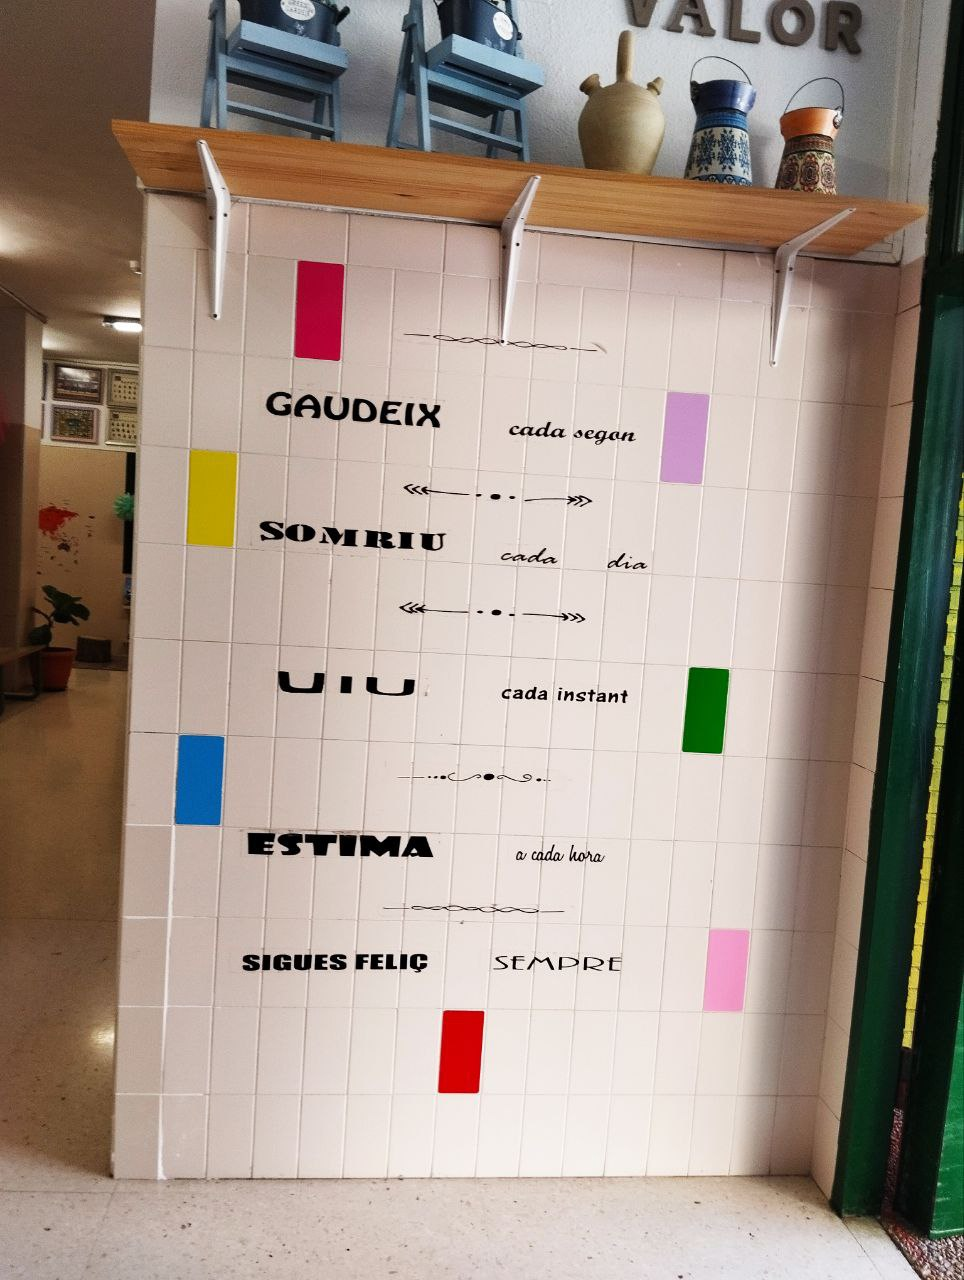 VALOR
GAUDEIX cada segon
SOMRIU cada dia
UIU cada instant
ESTIMA a cada hora
SIGUES FELIÇ SEMPRE